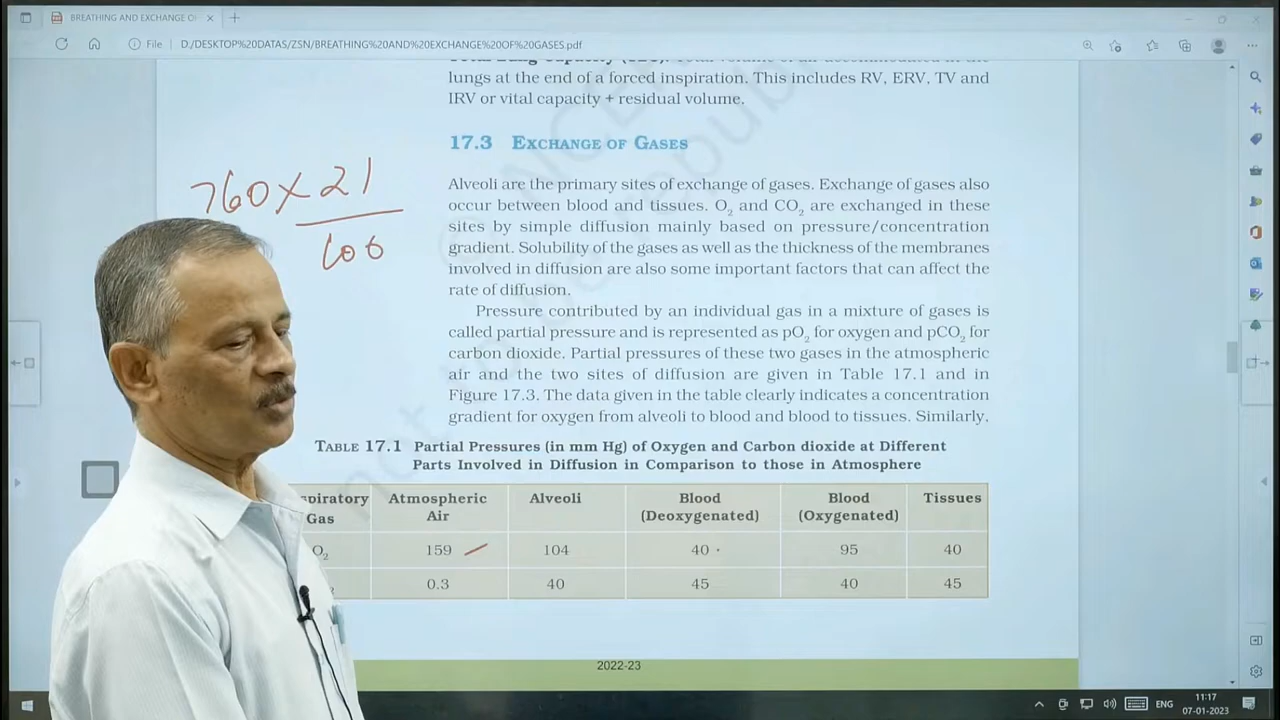 BREATHING AND EXCHANGE OF
File D:/DESKTOP%20DATAS/ZSN/BREATHING%20AND%20EXCHANGE%20OF%20GASES.pdf
lungs at the end of a forced inspiration. This includes RV, ERV, TV and
IRV or vital capacity + residual volume.
17.3 EXCHANGE OF GASES
760 × 21
100
Alveoli are the primary sites of exchange of gases. Exchange of gases also
occur between blood and tissues. O2 and CO2 are exchanged in these
sites by simple diffusion mainly based on pressure/concentration
gradient. Solubility of the gases as well as the thickness of the membranes
involved in diffusion are also some important factors that can affect the
rate of diffusion.
Pressure contributed by an individual gas in a mixture of gases is
called partial pressure and is represented as pO2 for oxygen and pCO2 for
carbon dioxide. Partial pressures of these two gases in the atmospheric
air and the two sites of diffusion are given in Table 17.1 and in
Figure 17.3. The data given in the table clearly indicates a concentration
gradient for oxygen from alveoli to blood and blood to tissues. Similarly,
TABLE 17.1 Partial Pressures (in mm Hg) of Oxygen and Carbon dioxide at Different
Parts Involved in Diffusion in Comparison to those in Atmosphere
spiratory Atmospheric Alveoli Blood Blood Tissues
Gas Air (Deoxygenated) (Oxygenated)
O2 159 104 40 95 40
0.3 40 45 40 45
2022-23
ENG
11:17
07-01-2023